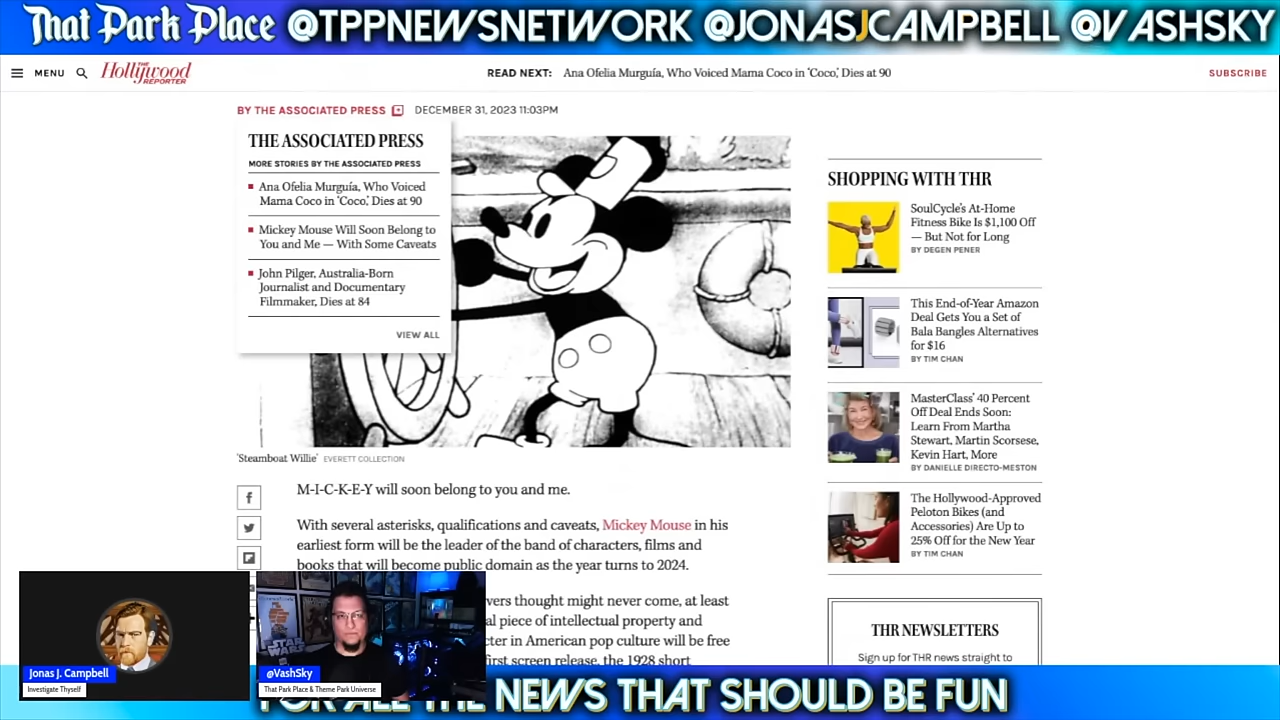 That Park Place @TPPNEWSNETWORK @JONASJCAMPBELL @VASHSKY
MENU
THE Hollywood REPORTER
READ NEXT: Ana Ofelia Murguía, Who Voiced Mama Coco in ‘Coco,’ Dies at 90
SUBSCRIBE
BY THE ASSOCIATED PRESS
DECEMBER 31, 2023 11:03PM
THE ASSOCIATED PRESS
MORE STORIES BY THE ASSOCIATED PRESS
Ana Ofelia Murguía, Who Voiced
Mama Coco in ‘Coco,’ Dies at 90
Mickey Mouse Will Soon Belong to
You and Me — With Some Caveats
John Pilger, Australia-Born
Journalist and Documentary
Filmmaker, Dies at 84
VIEW ALL
'Steamboat Willie' EVERETT COLLECTION
M-I-C-K-E-Y will soon belong to you and me.
With several asterisks, qualifications and caveats, Mickey Mouse in his
earliest form will be the leader of the band of characters, films and
books that will become public domain as the year turns to 2024.
vers thought might never come, at least
al piece of intellectual property and
cter in American pop culture will be free
first screen release, the 1928 short
SHOPPING WITH THR
SoulCycle's At-Home
Fitness Bike Is $1,100 Off
— But Not for Long
BY DEGEN PENER
This End-of-Year Amazon
Deal Gets You a Set of
Bala Bangles Alternatives
for $16
BY TIM CHAN
MasterClass' 40 Percent
Off Deal Ends Soon:
Learn From Martha
Stewart, Martin Scorsese,
Kevin Hart, More
BY DANIELLE DIRECTO-MESTON
The Hollywood-Approved
Peloton Bikes (and
Accessories) Are Up to
25% Off for the New Year
BY TIM CHAN
THR NEWSLETTERS
Sign up for THR news straight to
Jonas J. Campbell
Investigate Thyself
STAR WARS
@VashSky
That Park Place & Theme Park Universe
FOR ALL THE NEWS THAT SHOULD BE FUN